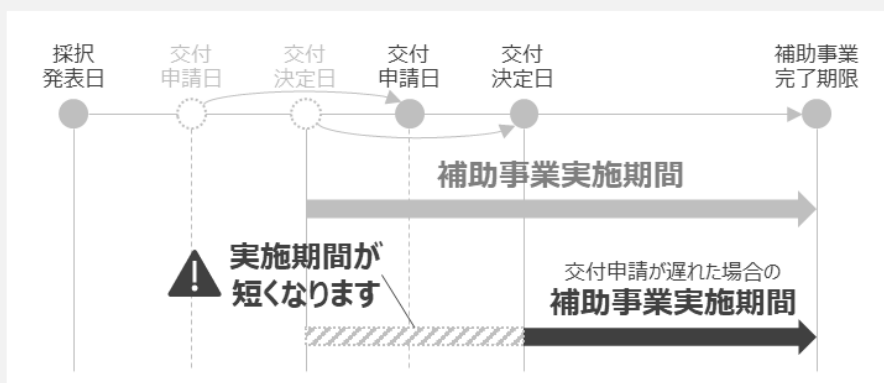 採択
発表日
交付
申請日
交付
決定日
交付
申請日
交付
決定日
補助事業
完了期限
補助事業実施期間
実施期間が
短くなります
交付申請が遅れた場合の
補助事業実施期間